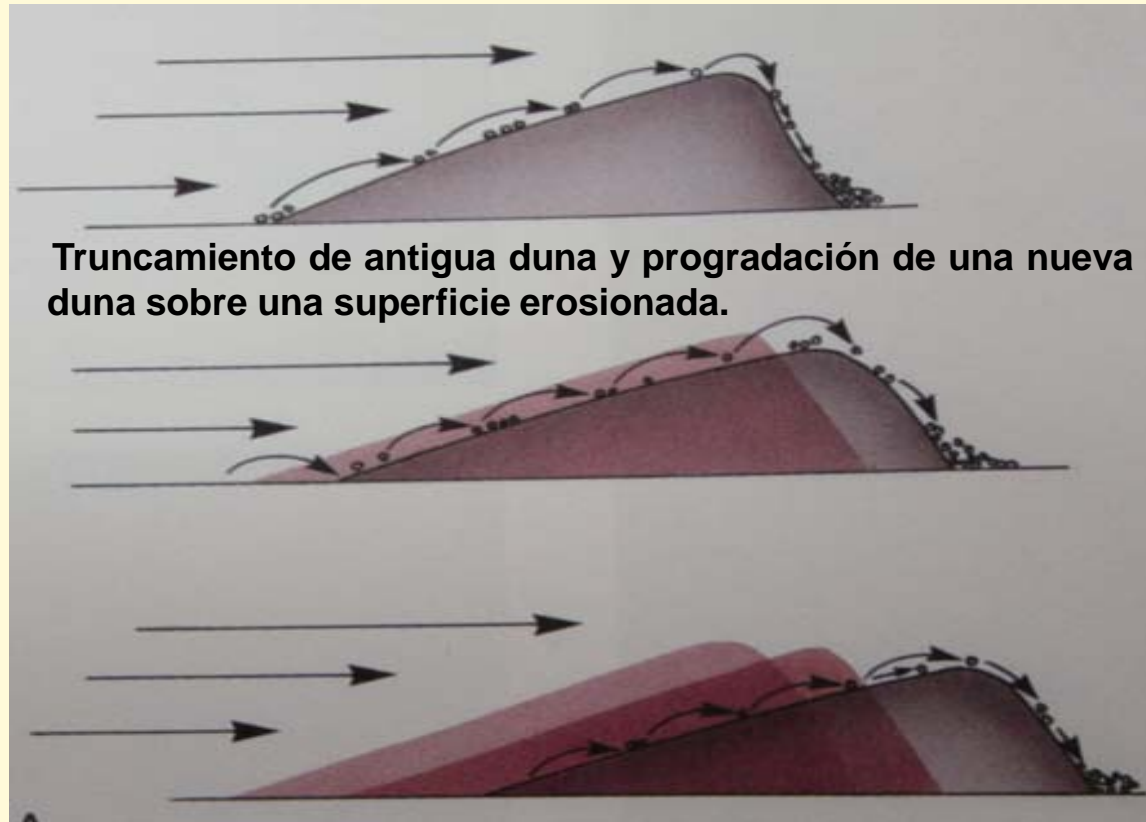 Truncamiento de antigua duna y progradación de una nueva
duna sobre una superficie erosionada.